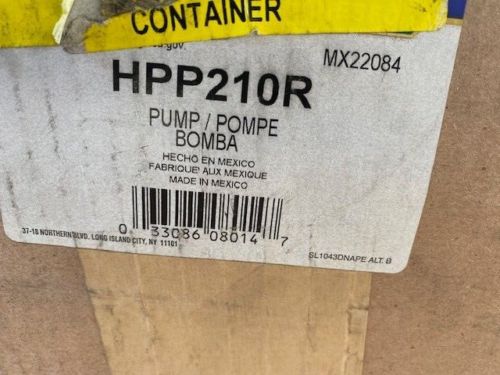 CONTAINER
MX22084
HPP210R
PUMP / POMPE
BOMBA
HECHO EN MEXICO
FABRIQUE' AUX MEXIQUE
MADE IN MEXICO
0 33086 08014 7
37-18 NORTHERN BLVD. LONG ISLAND CITY, NY 11101
SL1043DNAPE ALT. B